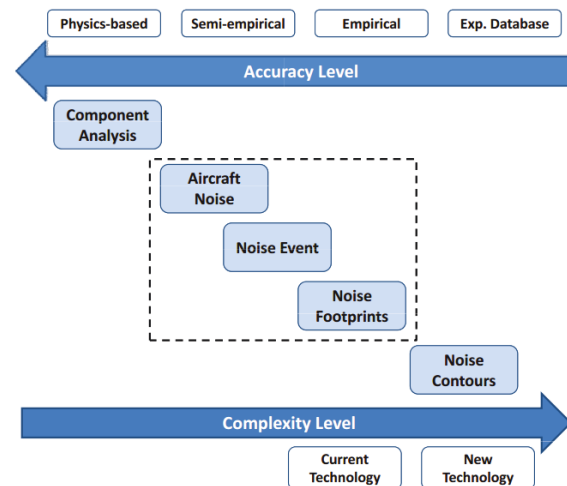 Physics-based
Semi-empirical
Empirical
Exp. Database
Accuracy Level
Component
Analysis
Aircraft
Noise
Noise Event
Noise
Footprints
Noise
Contours
Complexity Level
Current
Technology
New
Technology